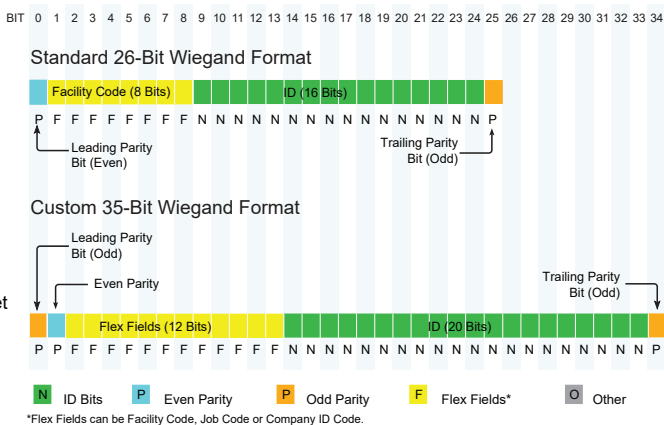 BIT 0 1 2 3 4 5 6 7 8 9 10 11 12 13 14 15 16 17 18 19 20 21 22 23 24 25 26 27 28 29 30 31 32 33 34
Standard 26-Bit Wiegand Format
Facility Code (8 Bits) ID (16 Bits)
P F F F F F F F F N N N N N N N N N N N N N N N N P
Leading Parity
Bit (Even)
Trailing Parity
Bit (Odd)
Custom 35-Bit Wiegand Format
Leading Parity
Bit (Odd)
Even Parity
Trailing Parity
Bit (Odd)
et
Flex Fields (12 Bits) ID (20 Bits)
P P F F F F F F F F F F F F N N N N N N N N N N N N N N N N N N N N P
N ID Bits P Even Parity P Odd Parity F Flex Fields* O Other
*Flex Fields can be Facility Code, Job Code or Company ID Code.